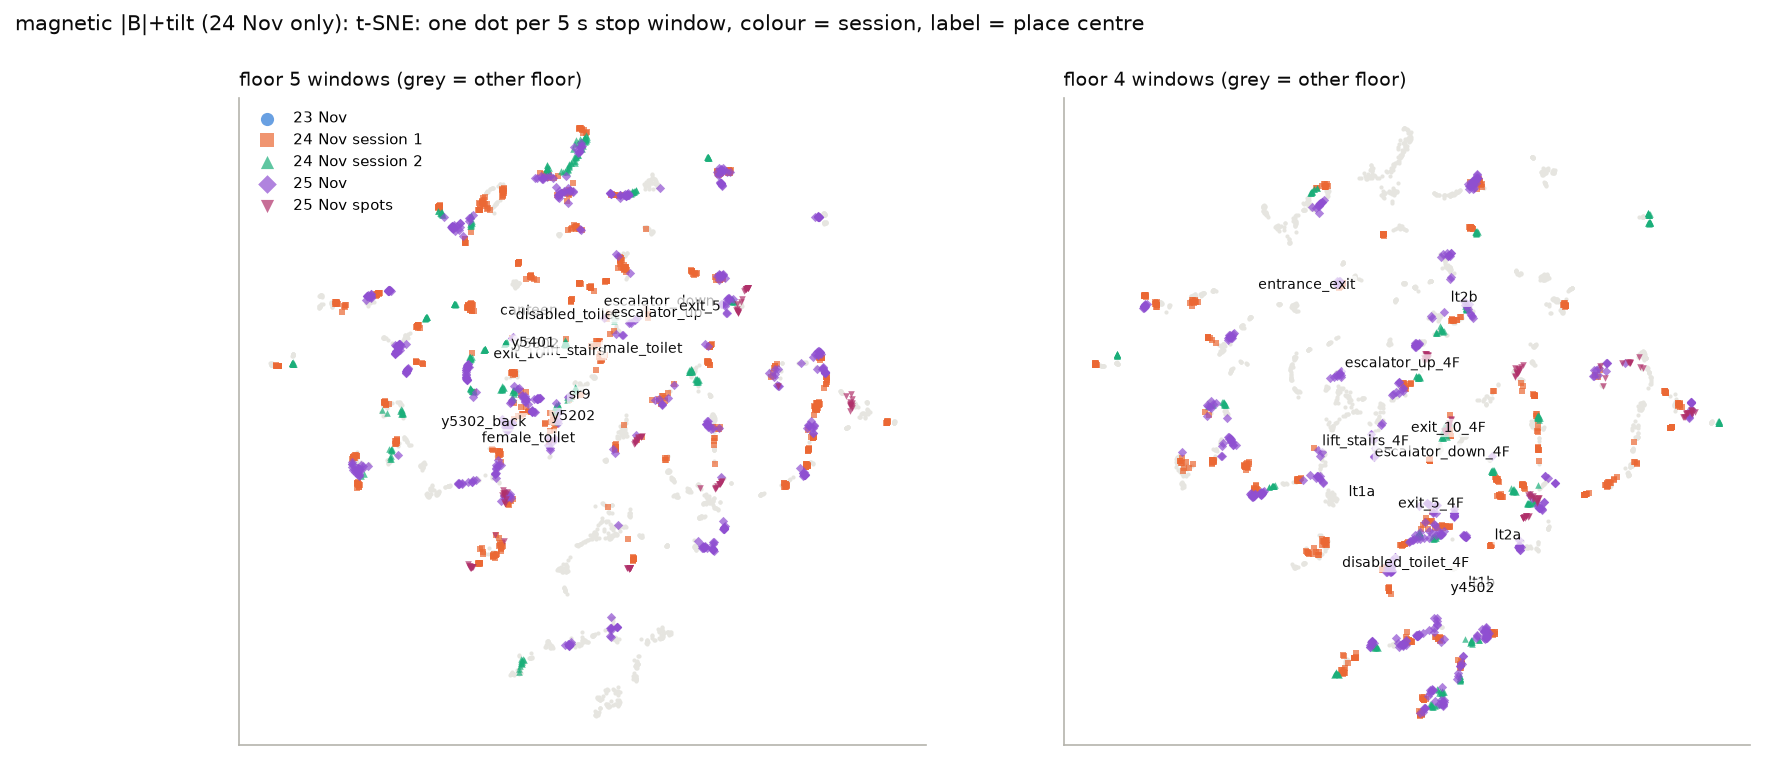 magnetic |B|+tilt (24 Nov only): t-SNE: one dot per 5 s stop window, colour = session, label = place centre
floor 5 windows (grey = other floor)
23 Nov
24 Nov session 1
24 Nov session 2
25 Nov
25 Nov spots
escalator_down
exit_5
disabled_toilet
escalator_up
y5401
lift_stairs
male_toilet
sr9
y5202
y5302_back
female_toilet
floor 4 windows (grey = other floor)
entrance_exit
lt2b
escalator_up_4F
exit_10_4F
lift_stairs_4F
escalator_down_4F
lt1a
exit_5_4F
lt2a
disabled_toilet_4F
y4502